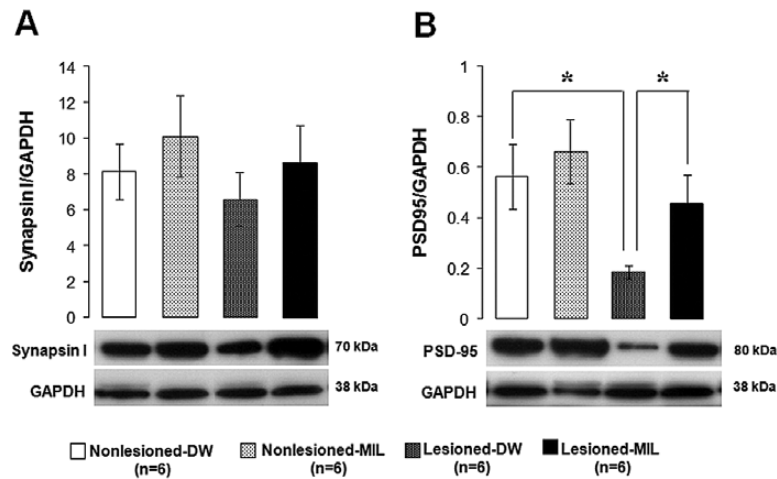 A
Synapsin I/GAPDH
14
12
10
8
6
4
2
0
Synapsin I
70 kDa
GAPDH
38 kDa
B
PSD95/GAPDH
1
0.8
0.6
0.4
0.2
0
*
*
PSD-95
80 kDa
GAPDH
38 kDa
Nonlesioned-DW
(n=6)
Nonlesioned-MIL
(n=6)
Lesioned-DW
(n=6)
Lesioned-MIL
(n=6)